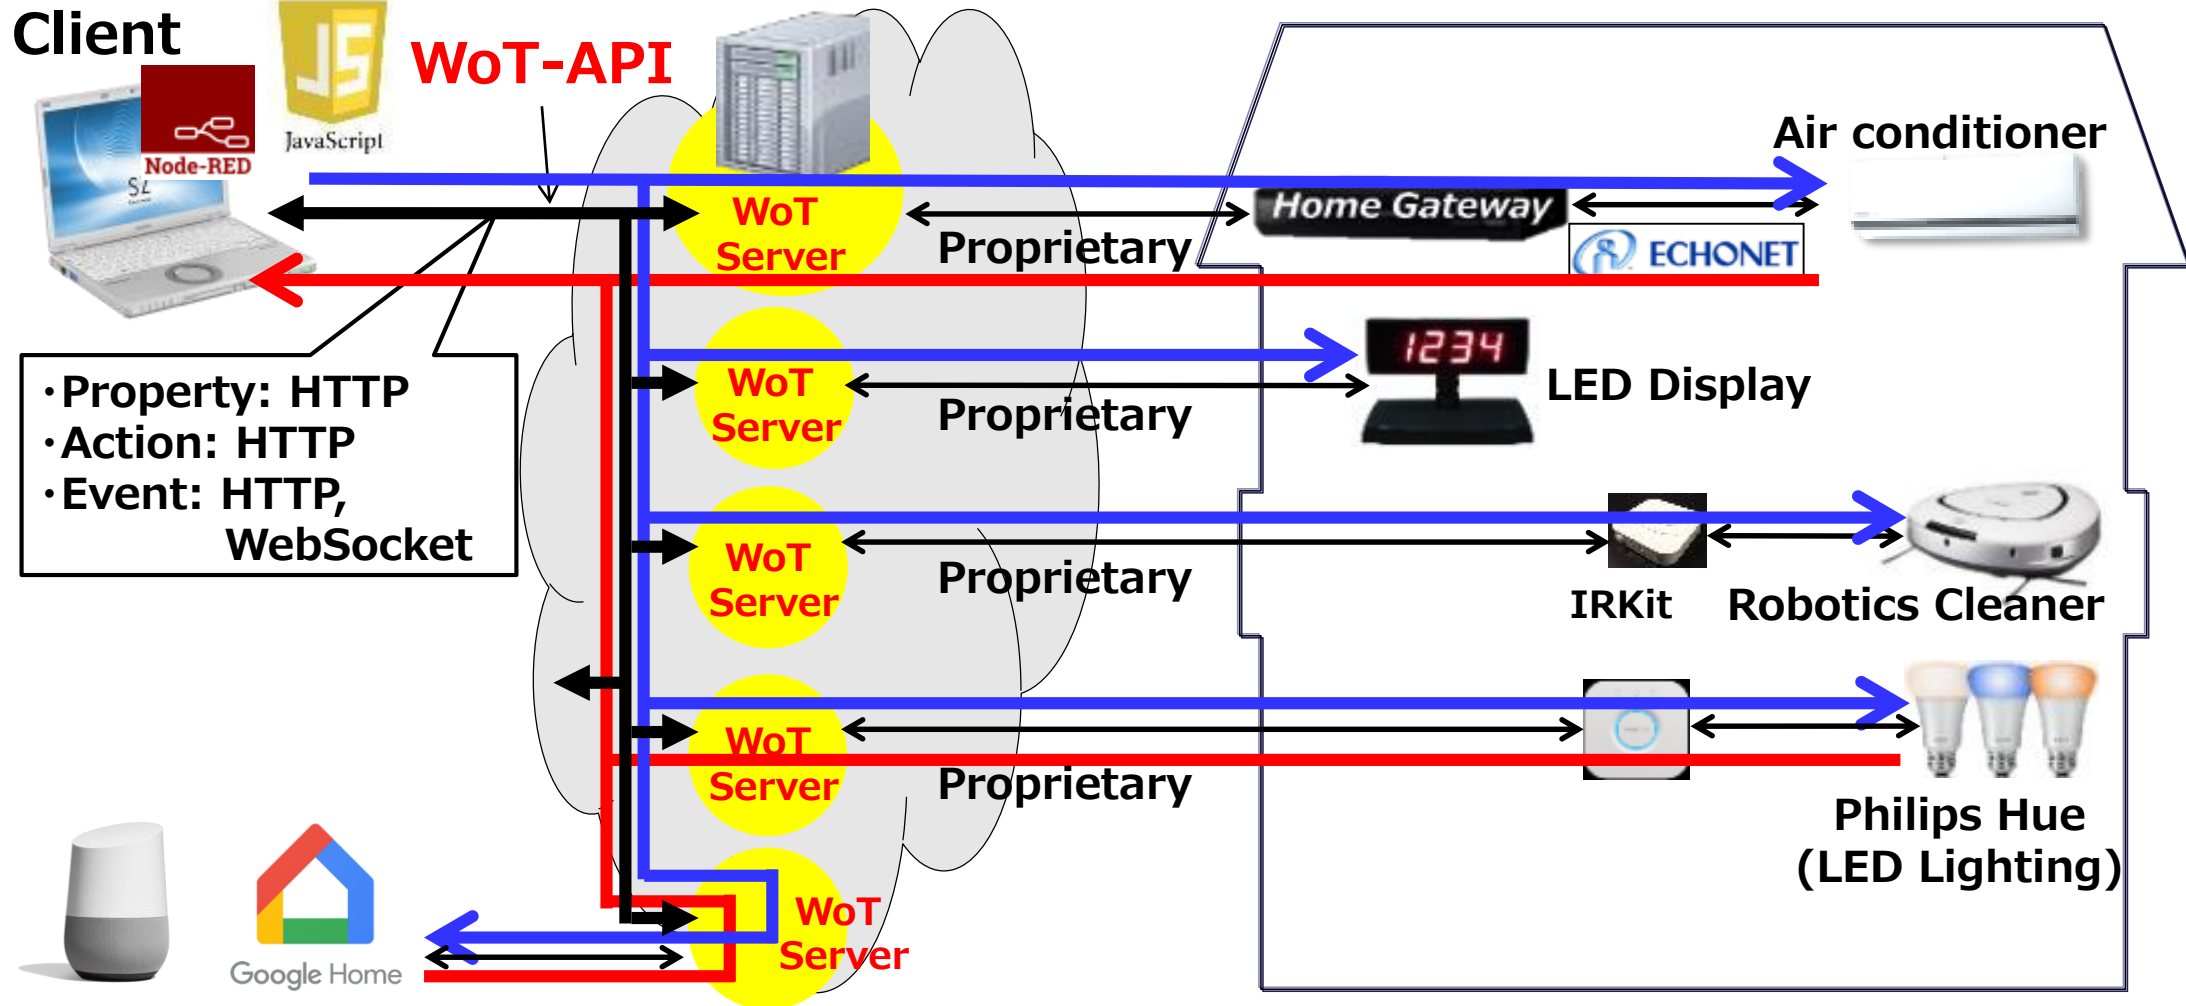 Client
JS
JavaScript
WoT-API
Node-RED
Air conditioner
WoT
Server
Proprietary
Home Gateway
ECHONET
・Property: HTTP
・Action: HTTP
・Event: HTTP,
WebSocket
WoT
Server
Proprietary
1234
LED Display
WoT
Server
Proprietary
IRKit
Robotics Cleaner
WoT
Server
Proprietary
Philips Hue
(LED Lighting)
WoT
Server
Google Home